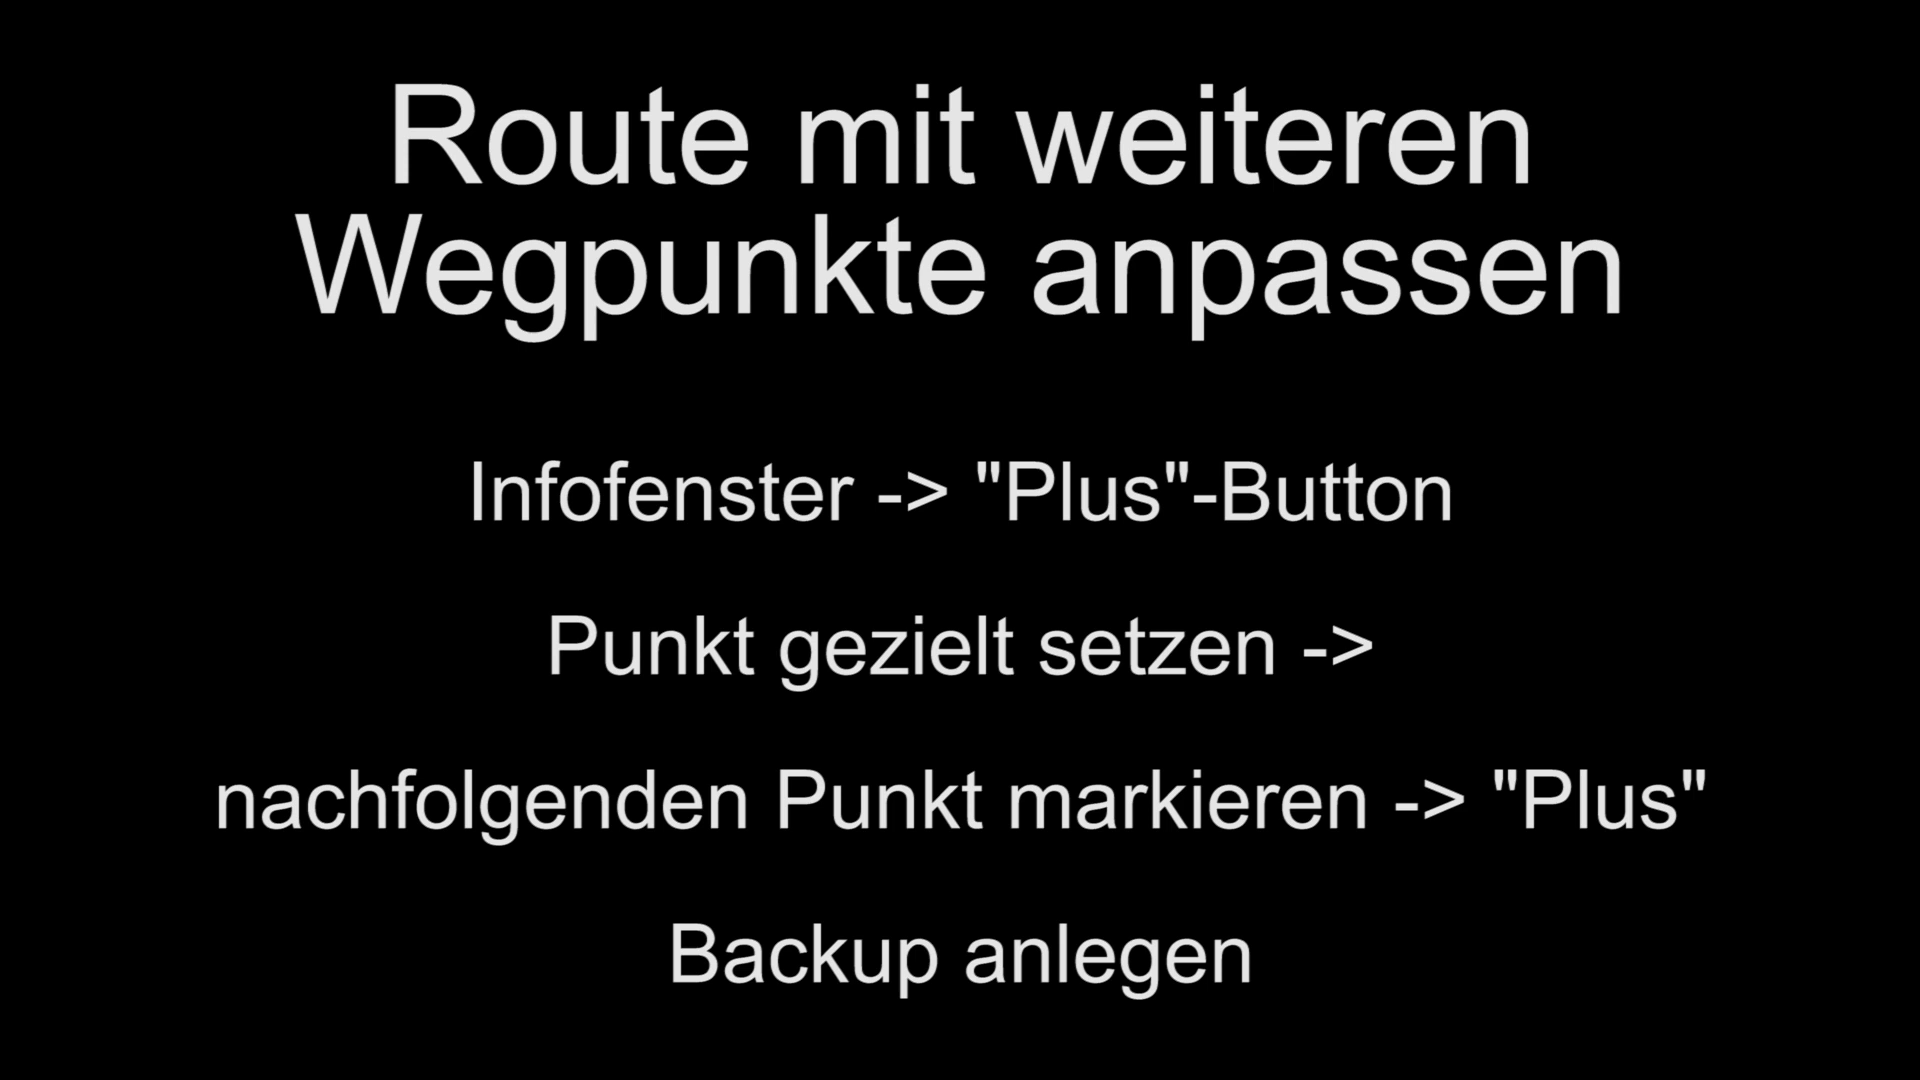 Route mit weiteren
Wegpunkte anpassen
Infofenster -> "Plus"-Button
Punkt gezielt setzen ->
nachfolgenden Punkt markieren -> "Plus"
Backup anlegen